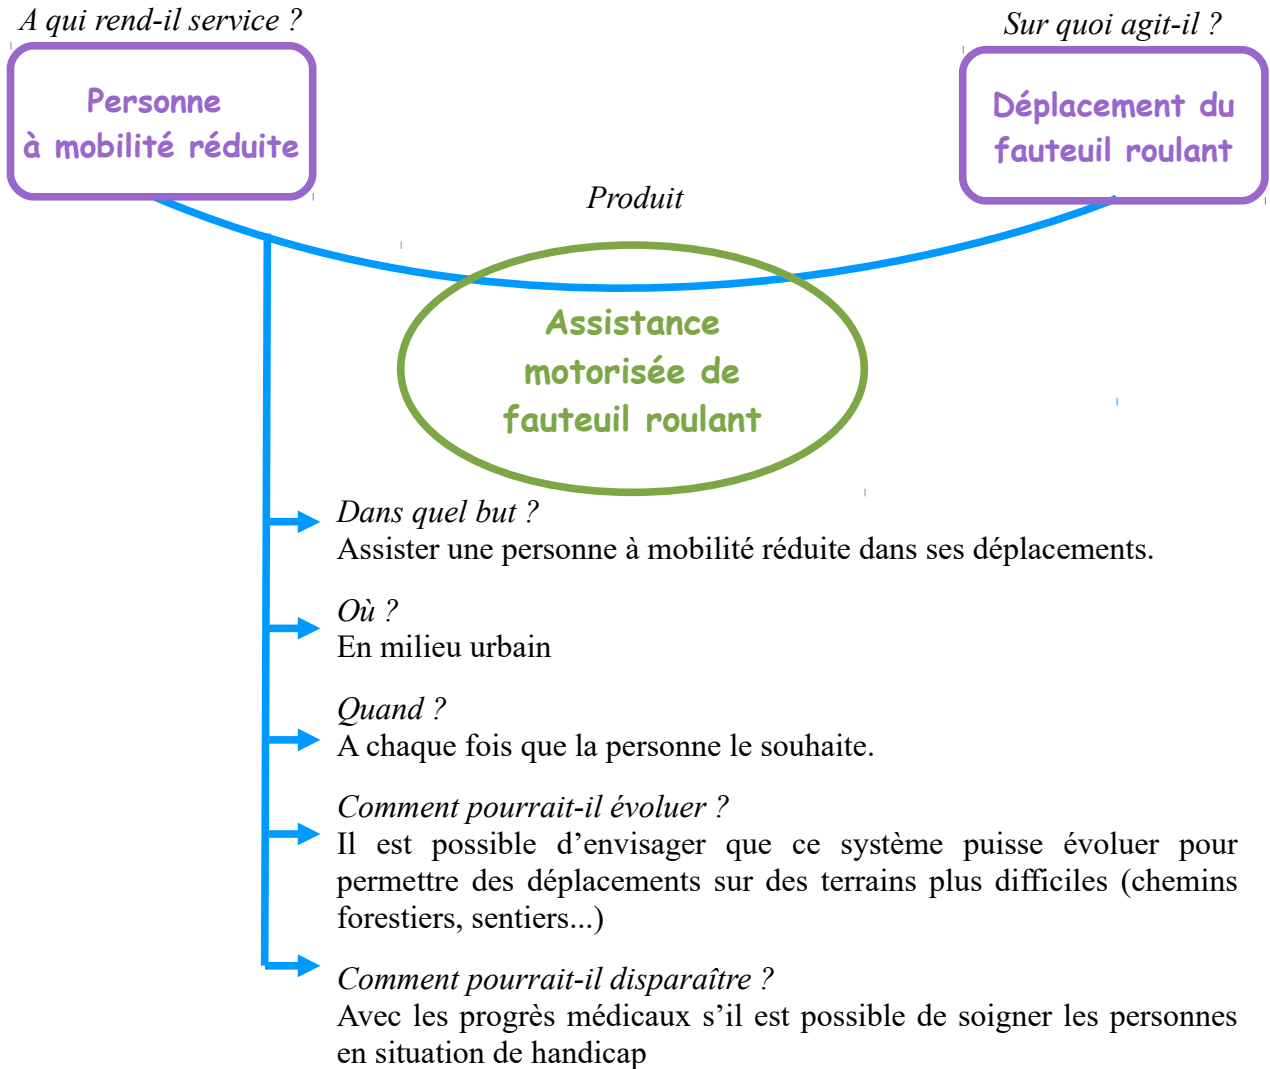 A qui rend-il service ?
Sur quoi agit-il ?
Personne
à mobilité réduite
Déplacement du
fauteuil roulant
Produit
Assistance
motorisée de
fauteuil roulant
Dans quel but ?
Assister une personne à mobilité réduite dans ses déplacements.
Où ?
En milieu urbain
Quand ?
A chaque fois que la personne le souhaite.
Comment pourrait-il évoluer ?
Il est possible d’envisager que ce système puisse évoluer pour
permettre des déplacements sur des terrains plus difficiles (chemins
forestiers, sentiers...)
Comment pourrait-il disparaître ?
Avec les progrès médicaux s’il est possible de soigner les personnes
en situation de handicap